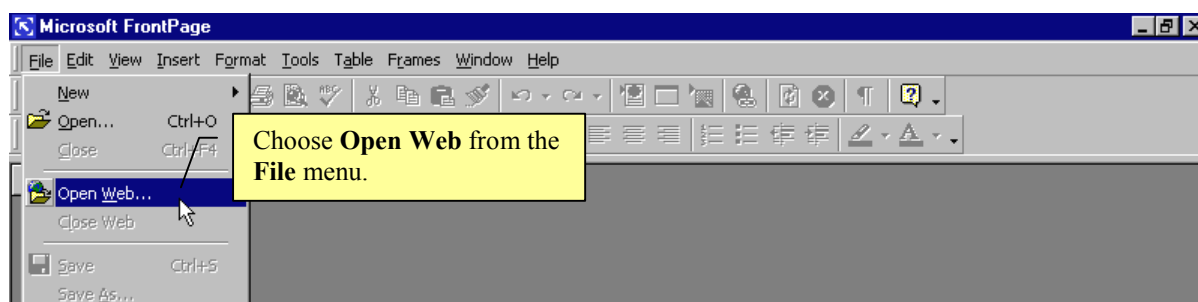 Microsoft FrontPage
File Edit View Insert Format Tools Table Frames Window Help
New
Open... Ctrl+O
Close Ctrl+F4
Choose Open Web from the
File menu.
Open Web...
Close Web
Save Ctrl+S
Save As...